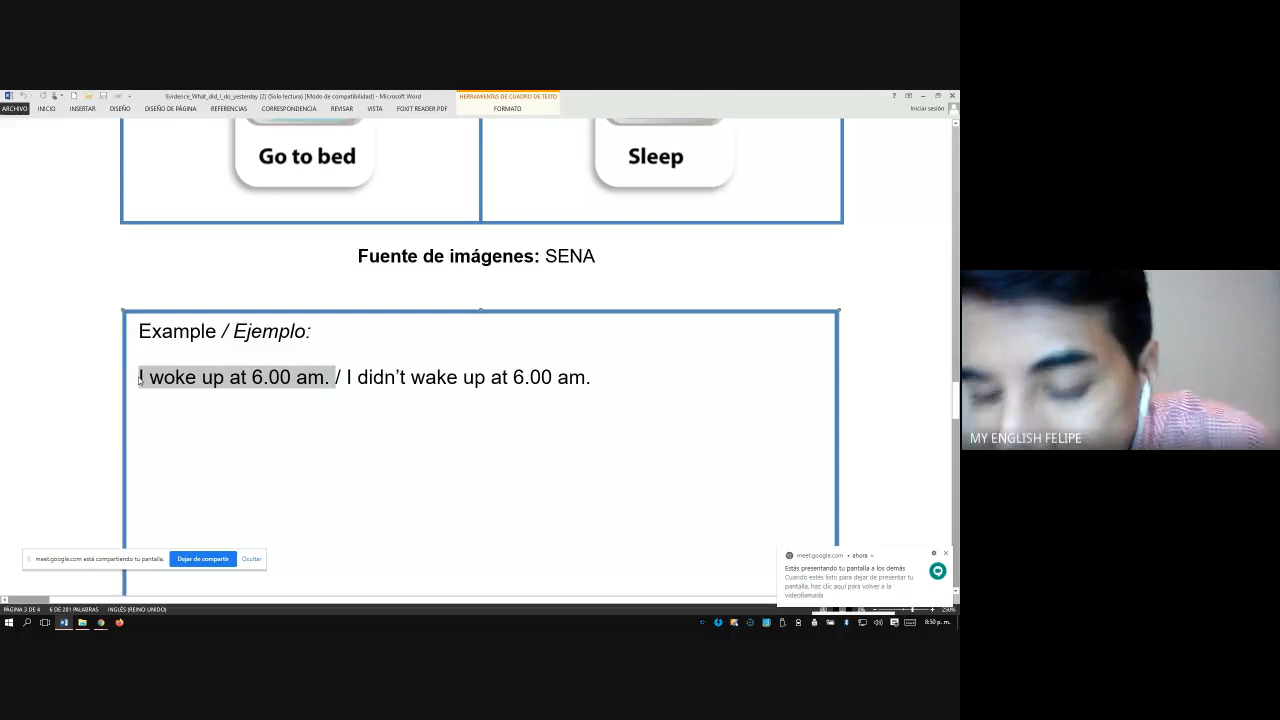 Evidence_What_did_I_do_yesterday (2) (Solo lectura) [Modo de compatibilidad] - Microsoft Word
HERRAMIENTAS DE CUADRO DE TEXTO
ARCHIVO INICIO INSERTAR DISEÑO DISEÑO DE PÁGINA REFERENCIAS CORRESPONDENCIA REVISAR VISTA FOXIT READER PDF FORMATO Iniciar sesión
Go to bed Sleep
Fuente de imágenes: SENA
Example / Ejemplo:
I woke up at 6.00 am. / I didn't wake up at 6.00 am.
MY ENGLISH FELIPE
meet.google.com está compartiendo tu pantalla. Dejar de compartir Ocultar
meet.google.com • ahora
Estás presentando tu pantalla a los demás
Cuando estés listo para dejar de presentar tu
pantalla, haz clic aquí para volver a la
videollamada
PÁGINA 3 DE 4 6 DE 281 PALABRAS INGLÉS (REINO UNIDO) 250%
8:50 p. m.